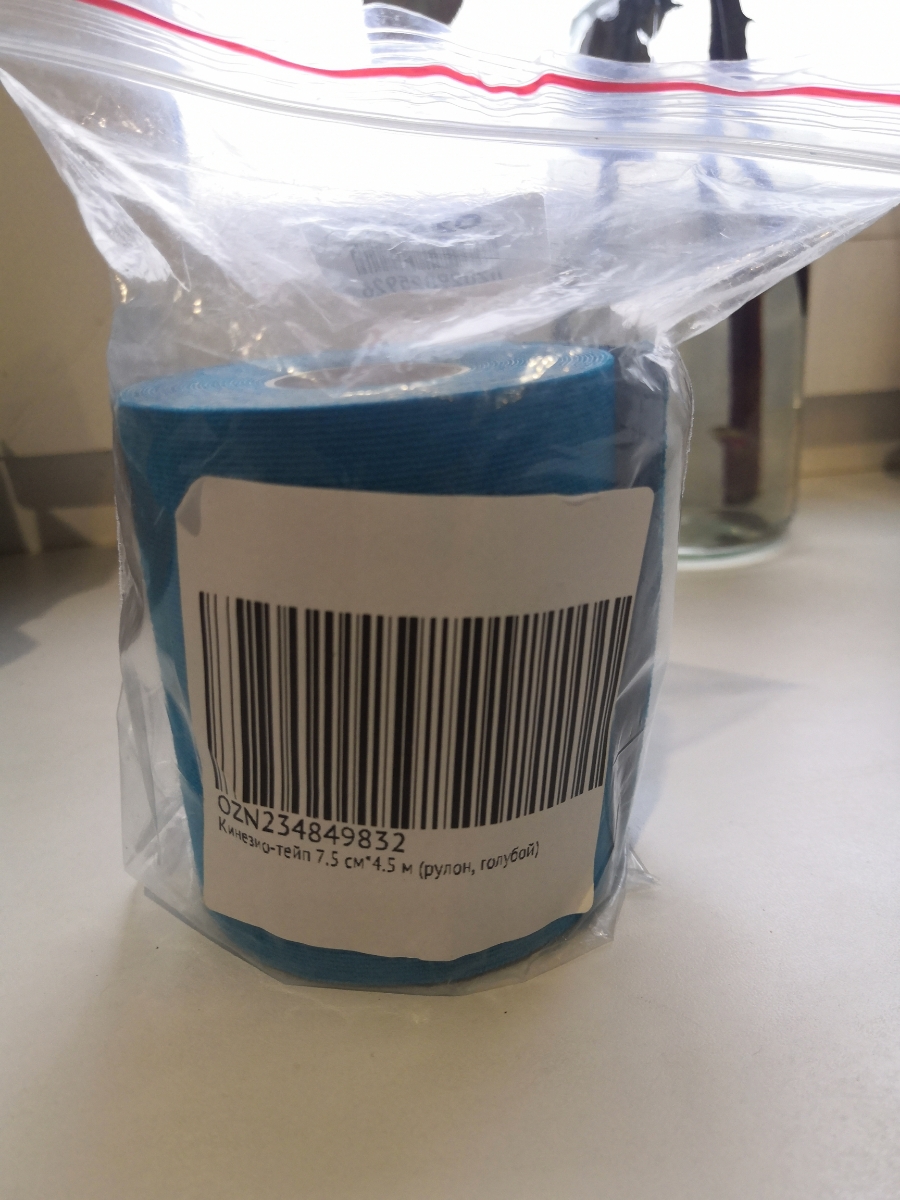 OZN234849832
Кинезио-тейп 7.5 см*4.5 м (рулон, голубой)